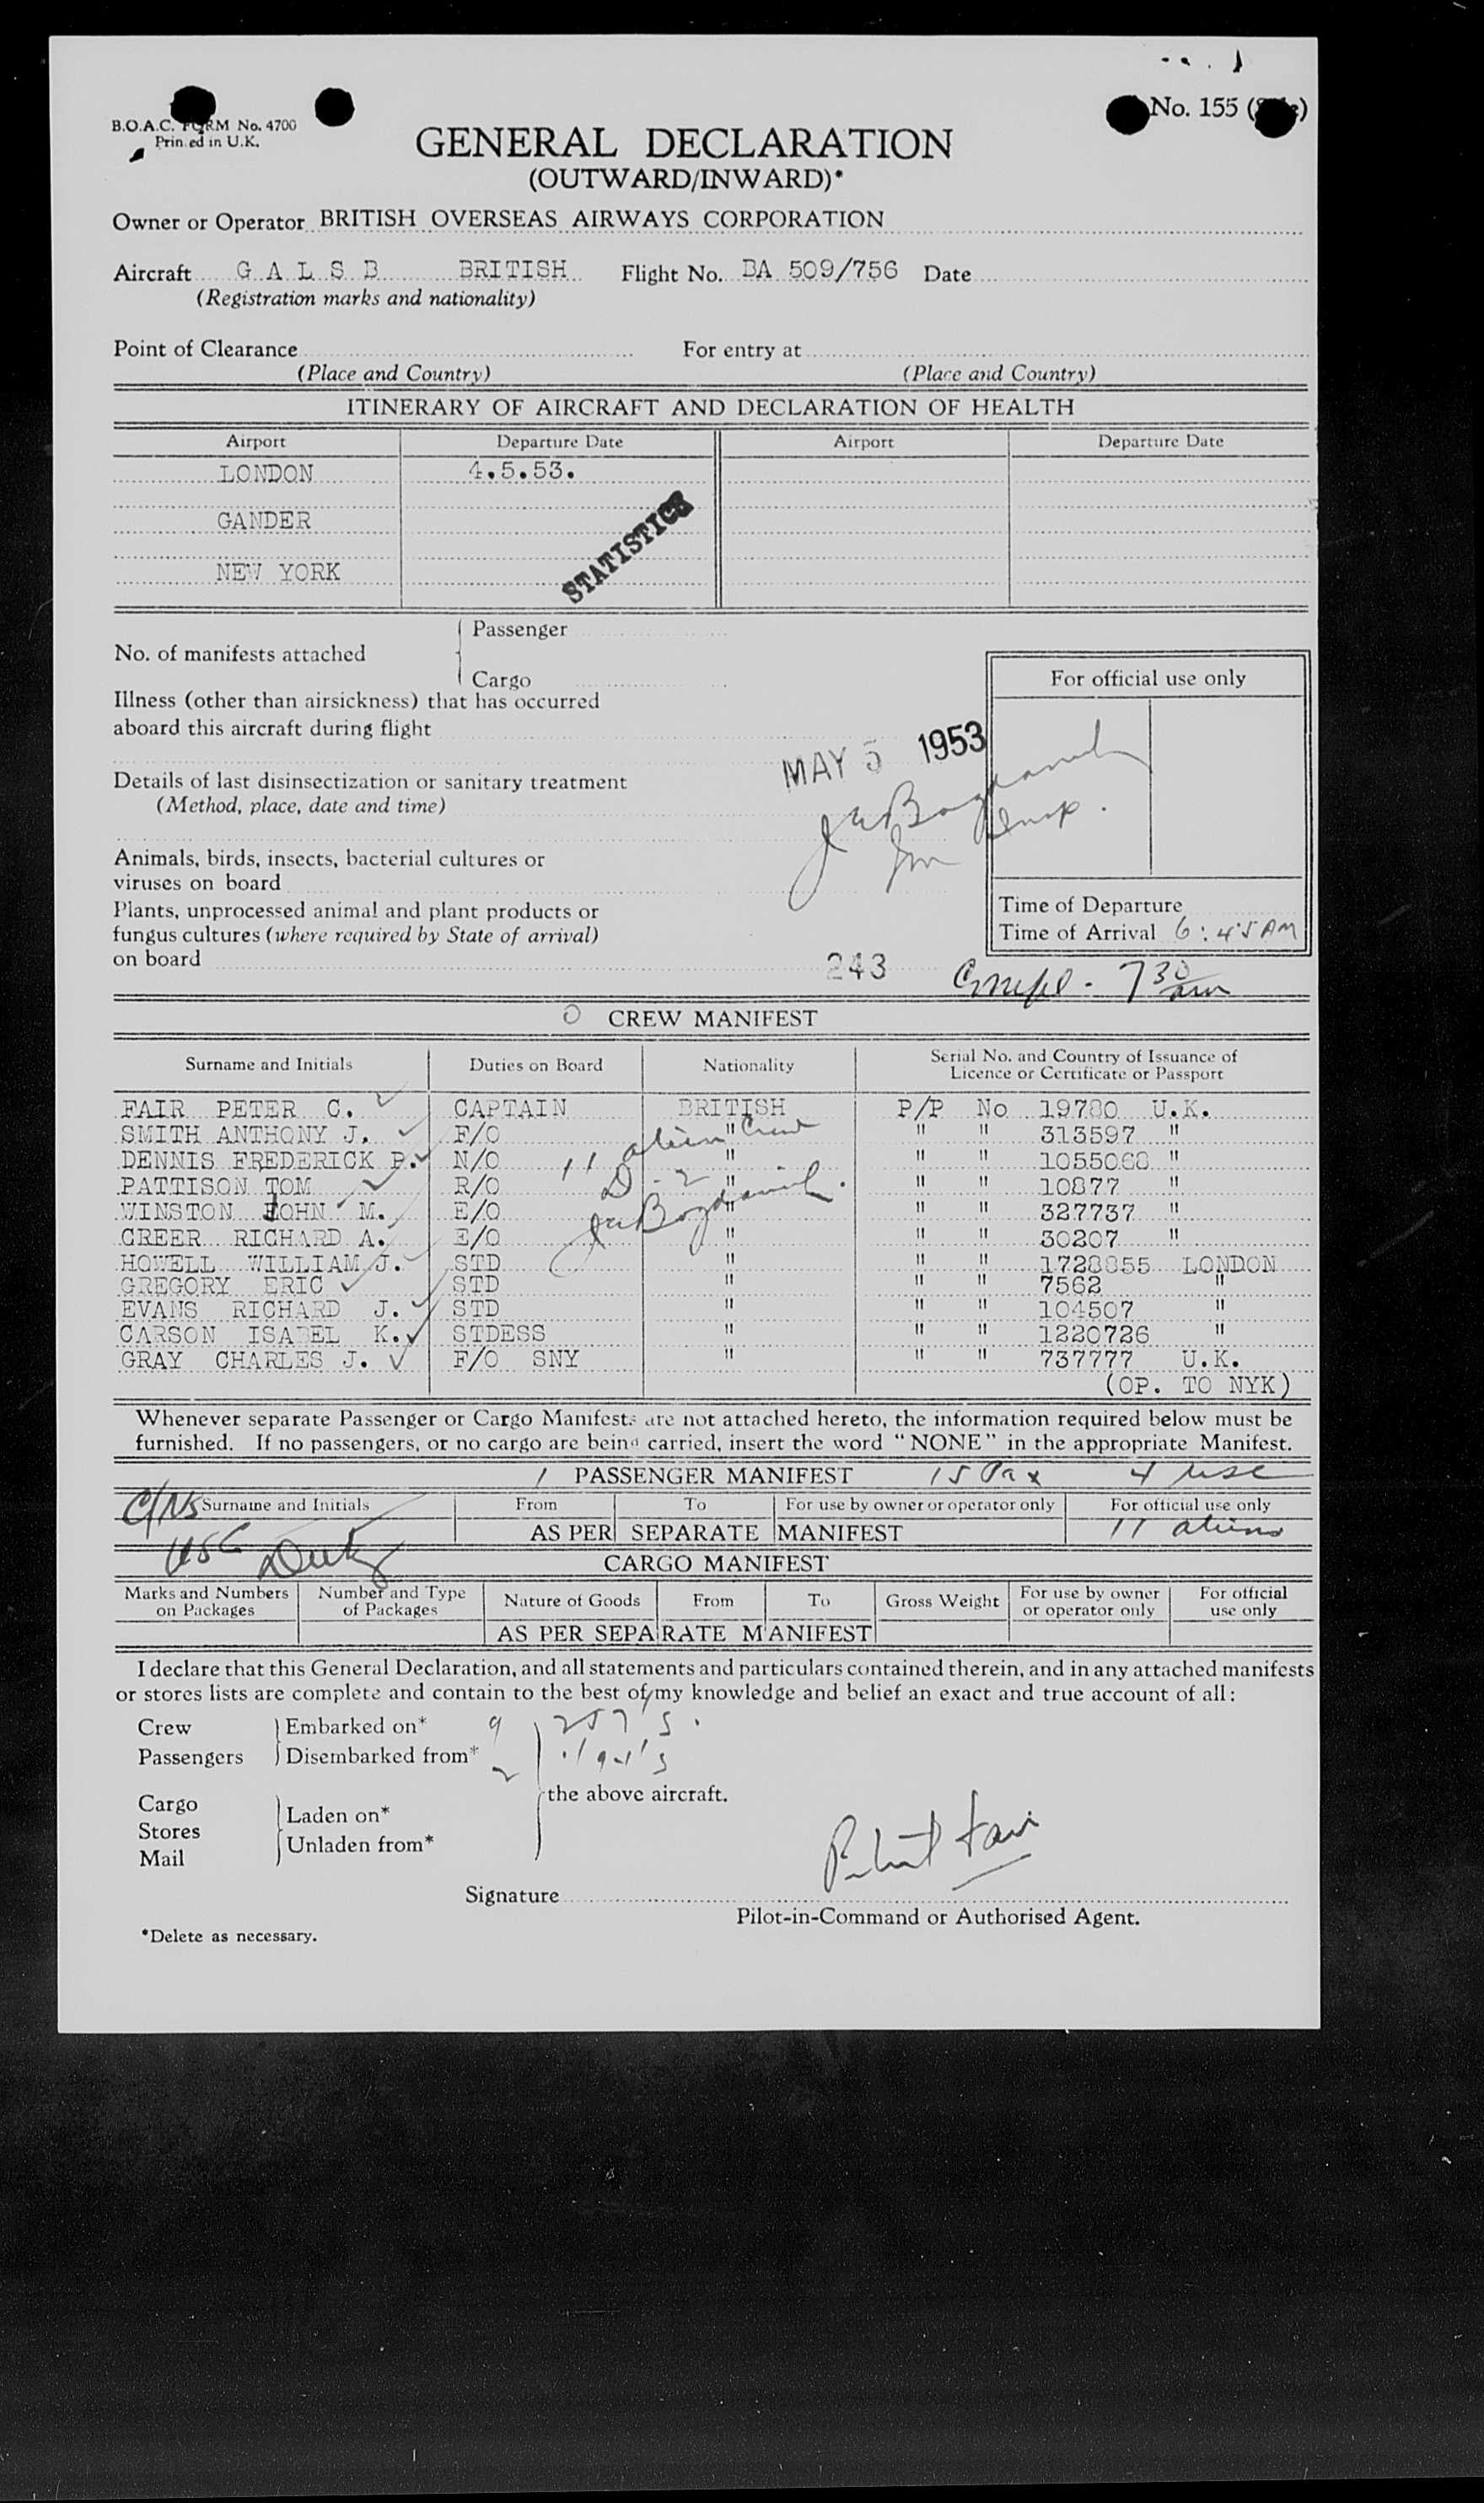 B.O.A.C. FORM No. 4700
Printed in U.K.
No. 155
GENERAL DECLARATION
(OUTWARD/INWARD)*
Owner or Operator BRITISH OVERSEAS AIRWAYS CORPORATION
Aircraft G A L S B BRITISH Flight No. BA 509/756 Date
(Registration marks and nationality)
Point of Clearance For entry at
(Place and Country) (Place and Country)
ITINERARY OF AIRCRAFT AND DECLARATION OF HEALTH
Airport Departure Date Airport Departure Date
LONDON 4.5.53.
GANDER
NEW YORK
STATISTICS
No. of manifests attached
Passenger
Cargo
For official use only
Illness (other than airsickness) that has occurred
aboard this aircraft during flight
MAY 5 1953
Details of last disinsectization or sanitary treatment
(Method, place, date and time)
Animals, birds, insects, bacterial cultures or
viruses on board
Plants, unprocessed animal and plant products or
fungus cultures (where required by State of arrival)
on board
Time of Departure
Time of Arrival 6:45 AM
243
730 am
CREW MANIFEST
Surname and Initials Duties on Board Nationality Serial No. and Country of Issuance of
Licence or Certificate or Passport
FAIR PETER C. CAPTAIN BRITISH P/P No 19780 U.K.
SMITH ANTHONY J. F/O " " " 313597 "
DENNIS FREDERICK P. N/O " " " 1055068 "
PATTISON TOM R/O " " " 10877 "
WINSTON JOHN M. E/O " " " 327737 "
GREER RICHARD A. E/O " " " 30207 "
HOWELL WILLIAM J. STD " " " 1728855 LONDON
GREGORY ERIC STD " " " 7562 "
EVANS RICHARD J. STD " " " 104507 "
CARSON ISABEL K. STDESS " " " 1220726 "
GRAY CHARLES J. F/O SNY " " " 737777 U.K.
(OP. TO NYK)
11 alien Crew
D-2
Whenever separate Passenger or Cargo Manifests are not attached hereto, the information required below must be
furnished. If no passengers, or no cargo are being carried, insert the word "NONE" in the appropriate Manifest.
PASSENGER MANIFEST 15 Pax 4 usc
Surname and Initials From To For use by owner or operator only For official use only
AS PER SEPARATE MANIFEST 11 aliens
CARGO MANIFEST
Marks and Numbers on Packages Number and Type of Packages Nature of Goods From To Gross Weight For use by owner or operator only For official use only
AS PER SEPARATE MANIFEST
I declare that this General Declaration, and all statements and particulars contained therein, and in any attached manifests
or stores lists are complete and contain to the best of my knowledge and belief an exact and true account of all:
Crew Embarked on* 9 257's.
Passengers Disembarked from* 2
the above aircraft.
Cargo
Laden on*
Stores
Unladen from*
Mail
Signature
Pilot-in-Command or Authorised Agent.
*Delete as necessary.